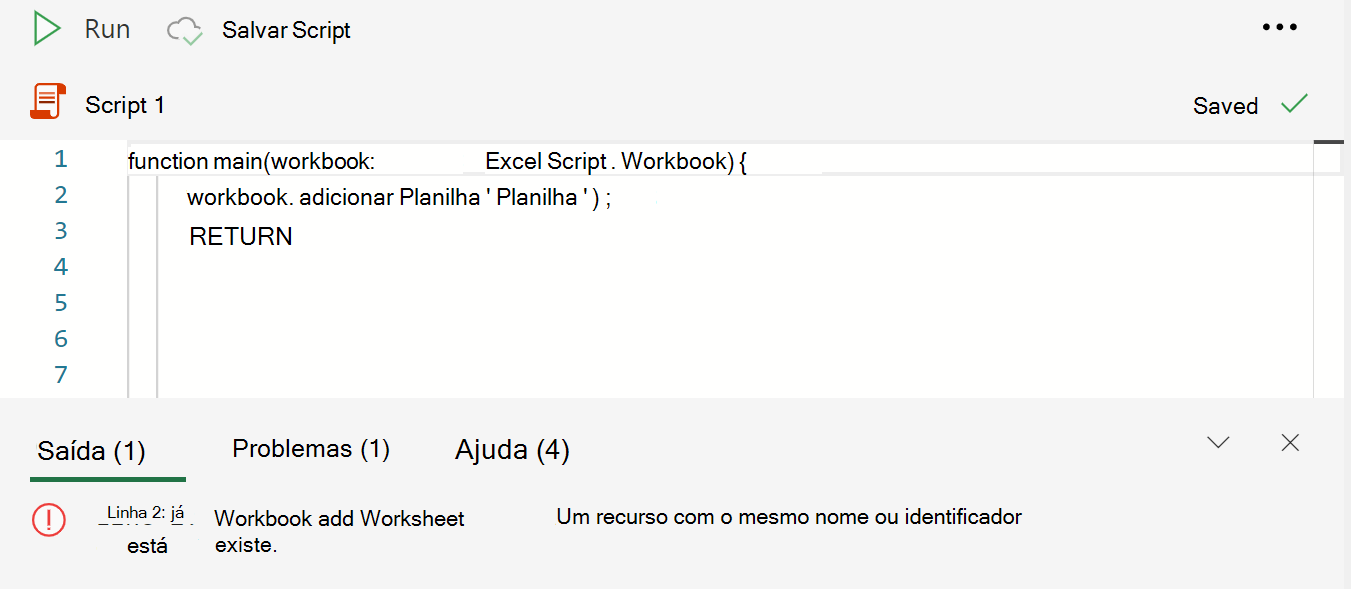 Run Salvar Script
Script 1 Saved
1 function main(workbook: Excel Script . Workbook) {
2 workbook. adicionar Planilha ' Planilha ' ) ;
3 RETURN
4
5
6
7
Saída (1) Problemas (1) Ajuda (4)
Linha 2: já Workbook add Worksheet Um recurso com o mesmo nome ou identificador
está existe.